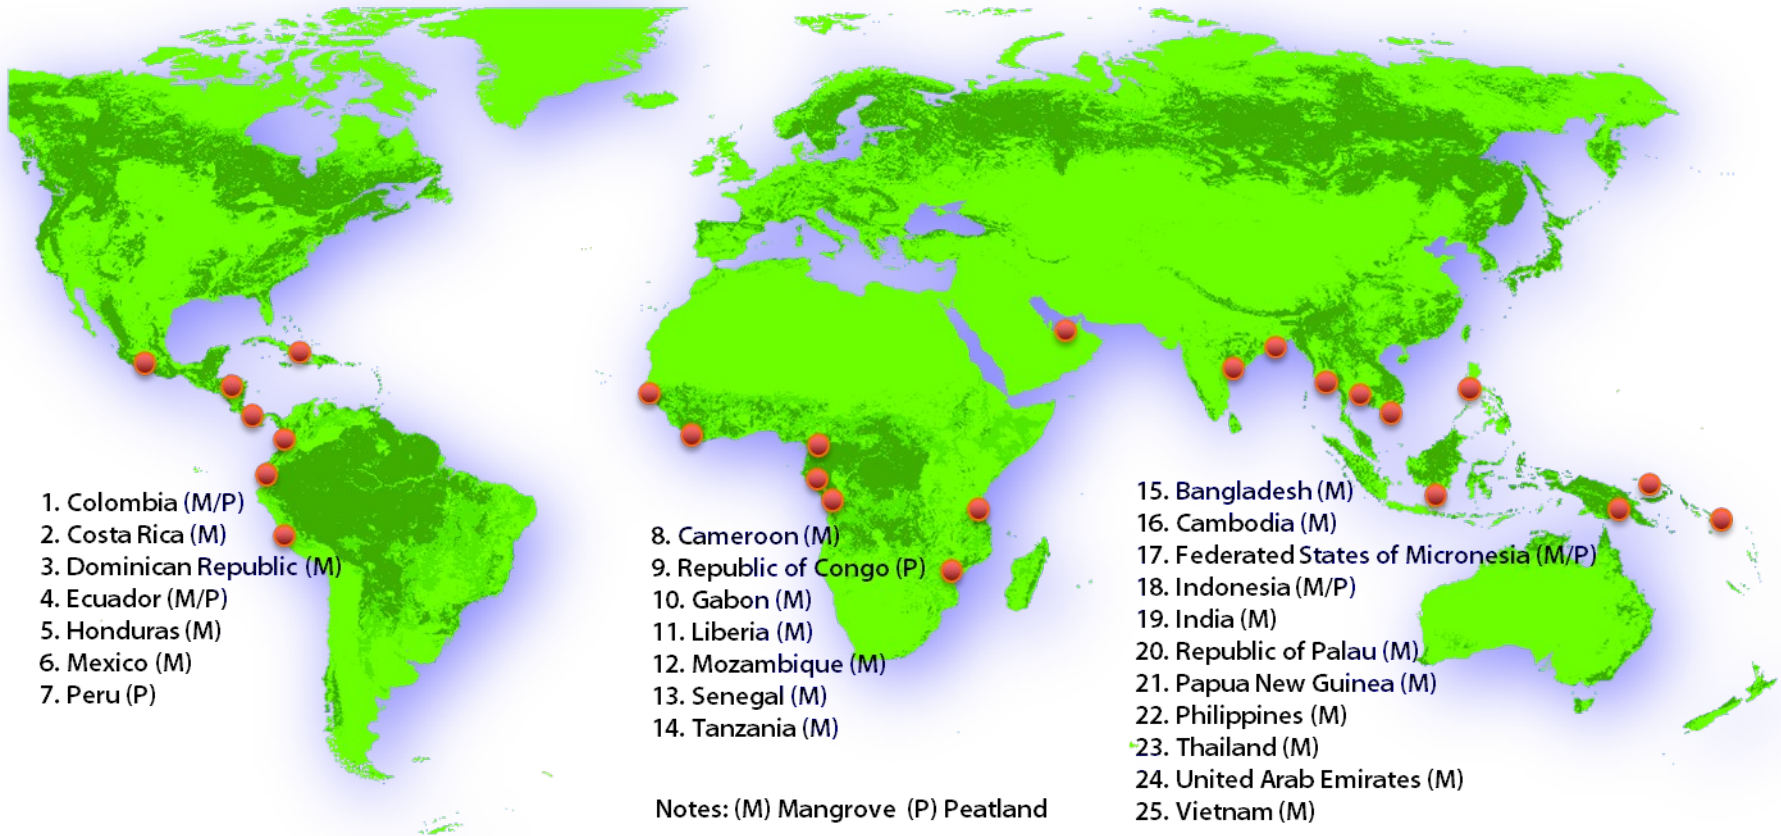 1. Colombia (M/P)
2. Costa Rica (M)
3. Dominican Republic (M)
4. Ecuador (M/P)
5. Honduras (M)
6. Mexico (M)
7. Peru (P)
8. Cameroon (M)
9. Republic of Congo (P)
10. Gabon (M)
11. Liberia (M)
12. Mozambique (M)
13. Senegal (M)
14. Tanzania (M)
15. Bangladesh (M)
16. Cambodia (M)
17. Federated States of Micronesia (M/P)
18. Indonesia (M/P)
19. India (M)
20. Republic of Palau (M)
21. Papua New Guinea (M)
22. Philippines (M)
23. Thailand (M)
24. United Arab Emirates (M)
25. Vietnam (M)
Notes: (M) Mangrove (P) Peatland